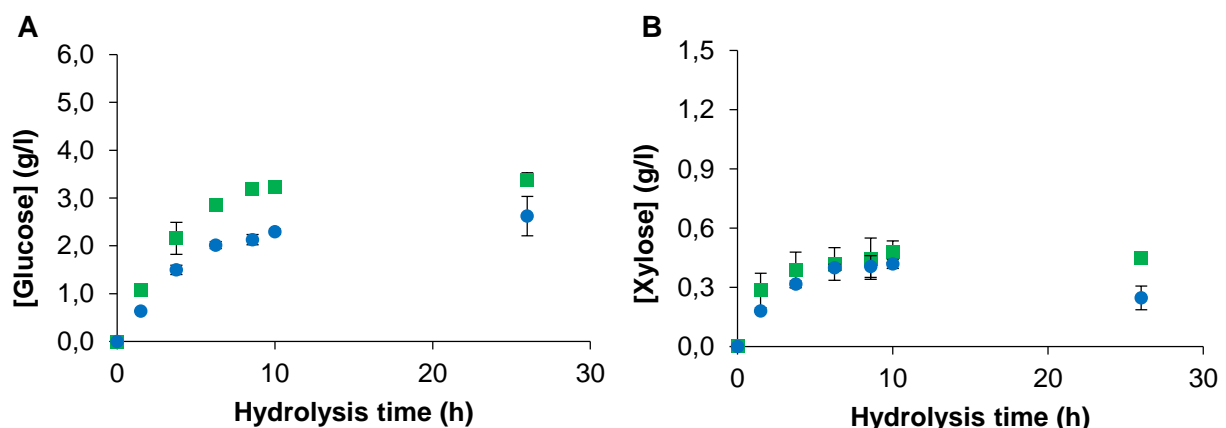 A
[Glucose] (g/l)
6,0
5,0
4,0
3,0
2,0
1,0
0,0
0 10 20 30
Hydrolysis time (h)
B
[Xylose] (g/l)
1,5
1,2
0,9
0,6
0,3
0,0
0 10 20 30
Hydrolysis time (h)